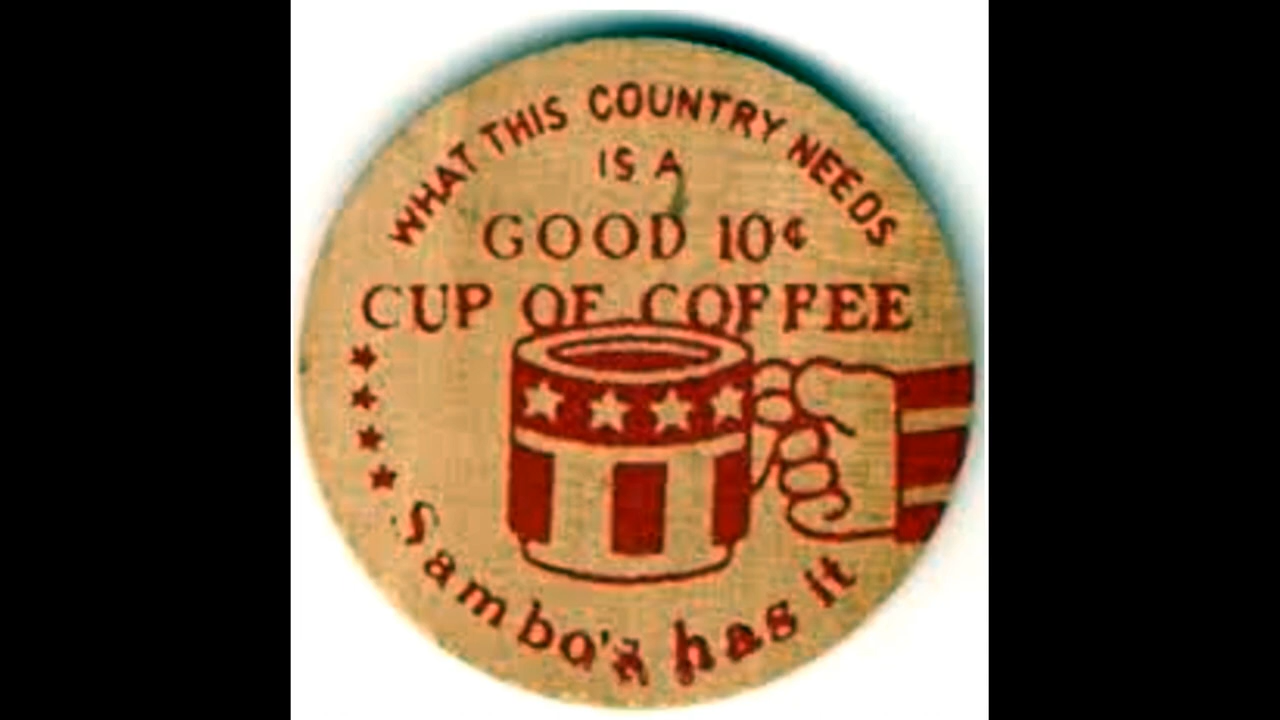 WHAT THIS COUNTRY NEEDS
IS A
GOOD 10¢
CUP OF COFFEE
Sambo's has it